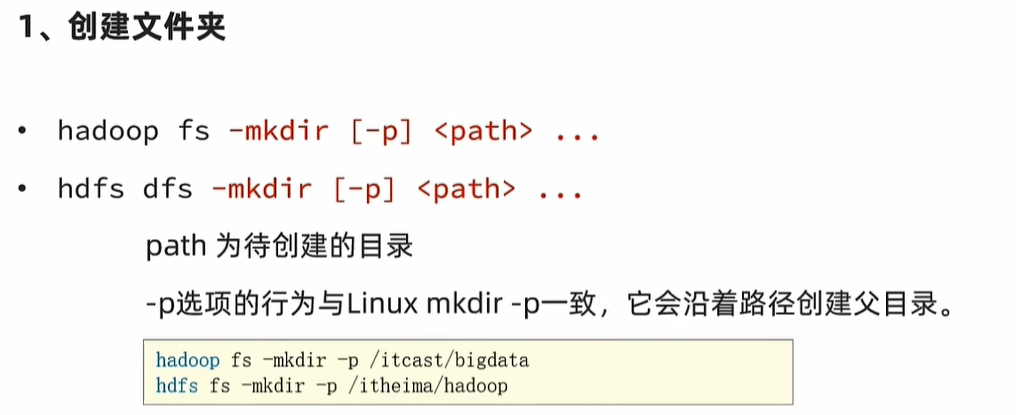 1、创建文件夹
• hadoop fs -mkdir [-p] <path> ...
• hdfs dfs -mkdir [-p] <path> ...
path 为待创建的目录
-p选项的行为与Linux mkdir -p一致，它会沿着路径创建父目录。
hadoop fs -mkdir -p /itcast/bigdata
hdfs fs -mkdir -p /itheima/hadoop